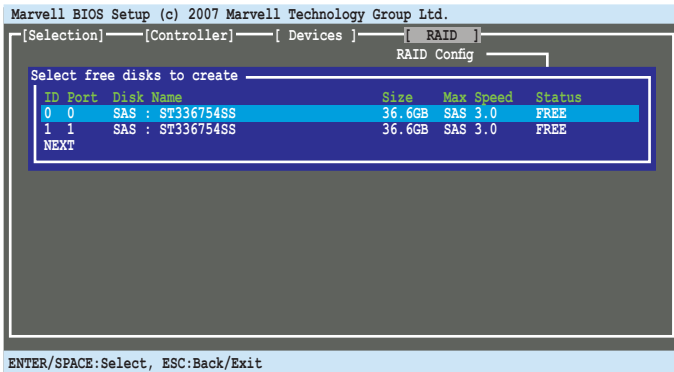 Marvell BIOS Setup (c) 2007 Marvell Technology Group Ltd.
[Selection] [Controller] [ Devices ] [ RAID ]
RAID Config
Select free disks to create
ID Port Disk Name Size Max Speed Status
0 0 SAS : ST336754SS 36.6GB SAS 3.0 FREE
1 1 SAS : ST336754SS 36.6GB SAS 3.0 FREE
NEXT
ENTER/SPACE:Select, ESC:Back/Exit